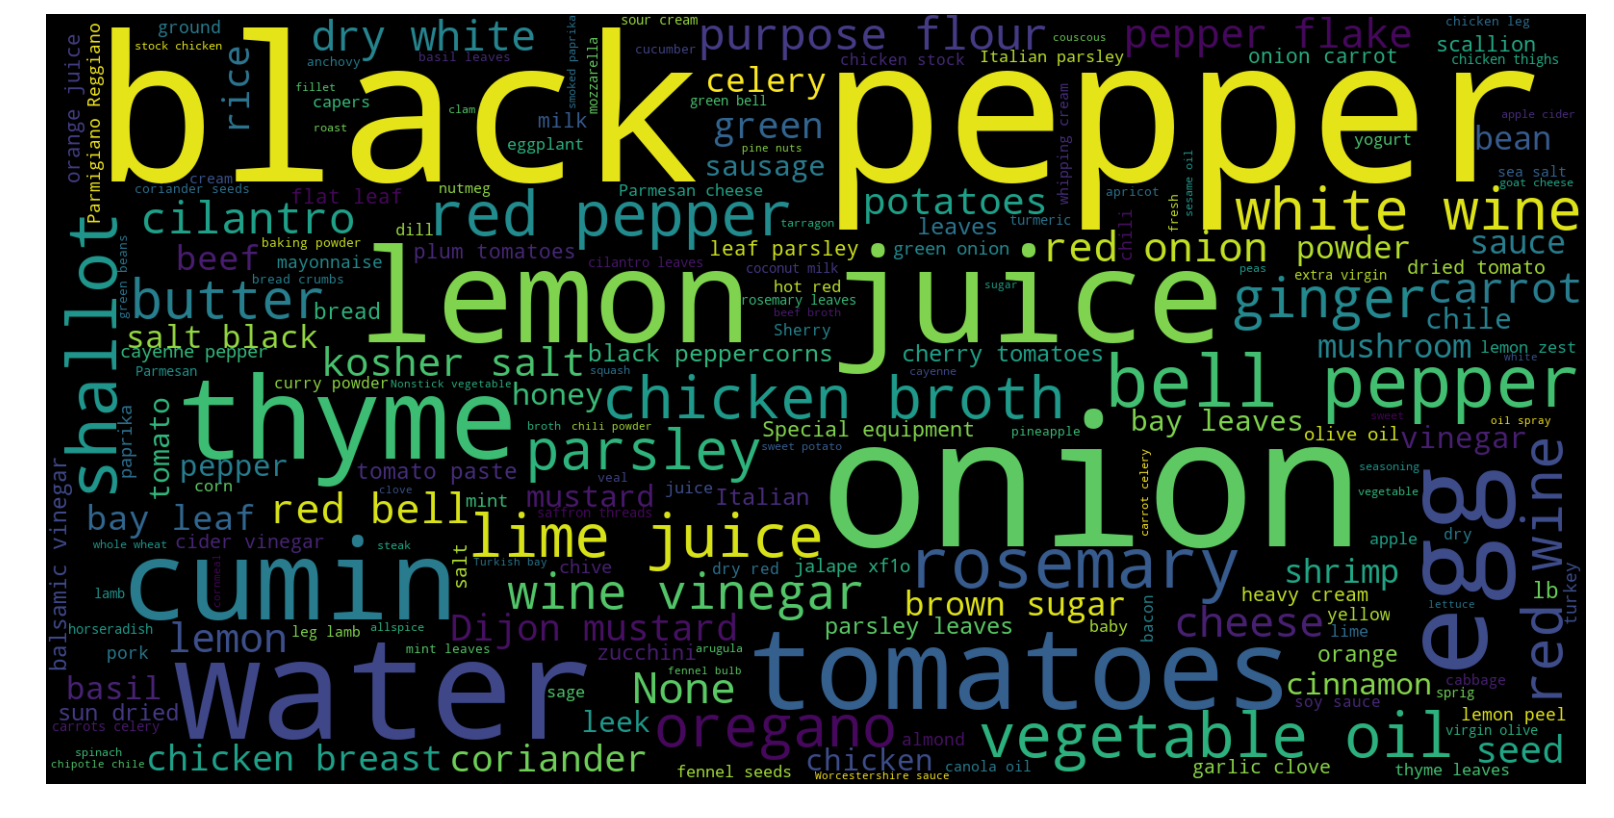 black pepper
lemon juice
onion
thyme
tomatoes
water
egg
cumin
shallot
rosemary
vegetable oil
bell pepper
chicken broth
red pepper
white wine
lime juice
parsley
wine vinegar
oregano
butter
ginger
cilantro
red wine
kosher salt
Dijon mustard
purpose flour
dry white
pepper flake
celery
green
sausage
potatoes
rice
orange juice
Parmigiano Reggiano
ground
stock chicken
anchovy
basil leaves
fillet
capers
roast
clam
smoked paprika
mozzarella
sour cream
cucumber
milk
eggplant
green bell
pine nuts
chicken stock
couscous
Italian parsley
whipping cream
chicken leg
scallion
chicken thighs
onion carrot
apple cider
bean
yogurt
sea salt
goat cheese
sesame oil
fresh
apricot
turmeric
chili
leaves
tarragon
Parmesan cheese
nutmeg
dill
flat leaf
cream
coriander seeds
green beans
beef
baking powder
mayonnaise
bread crumbs
bread
plum tomatoes
cilantro leaves
leaf parsley
coconut milk
hot red
rosemary leaves
beef broth
Sherry
green onion
sugar
red onion
powder
sauce
peas
extra virgin
dried tomato
carrot
chile
mushroom
lemon zest
white
salt black
cayenne pepper
Parmesan
curry powder
Nonstick vegetable
honey
black peppercorns
squash
cherry tomatoes
cayenne
broth
chili powder
Special equipment
sweet potato
pineapple
bay leaves
sweet
olive oil
oil spray
vinegar
seasoning
vegetable
carrot celery
paprika
tomato
pepper
corn
tomato paste
clove
mint
mustard
saffron threads
veal
juice
Italian
bay leaf
red bell
whole wheat
cider vinegar
steak
salt
Turkish bay
chive
dry red
jalape xf1o
balsamic vinegar
cornmeal
lamb
horseradish
lemon
leg lamb
allspice
mint leaves
arugula
zucchini
fennel bulb
brown sugar
parsley leaves
baby
bacon
shrimp
heavy cream
apple
dry
lb
turkey
lettuce
yellow
lime
cheese
orange
cinnamon
cabbage
sprig
soy sauce
lemon peel
virgin olive
pork
basil
sun dried
carrots celery
sage
None
leek
almond
seed
spinach
chipotle chile
chicken breast
coriander
fennel seeds
chicken
Worcestershire sauce
canola oil
garlic clove
thyme leaves